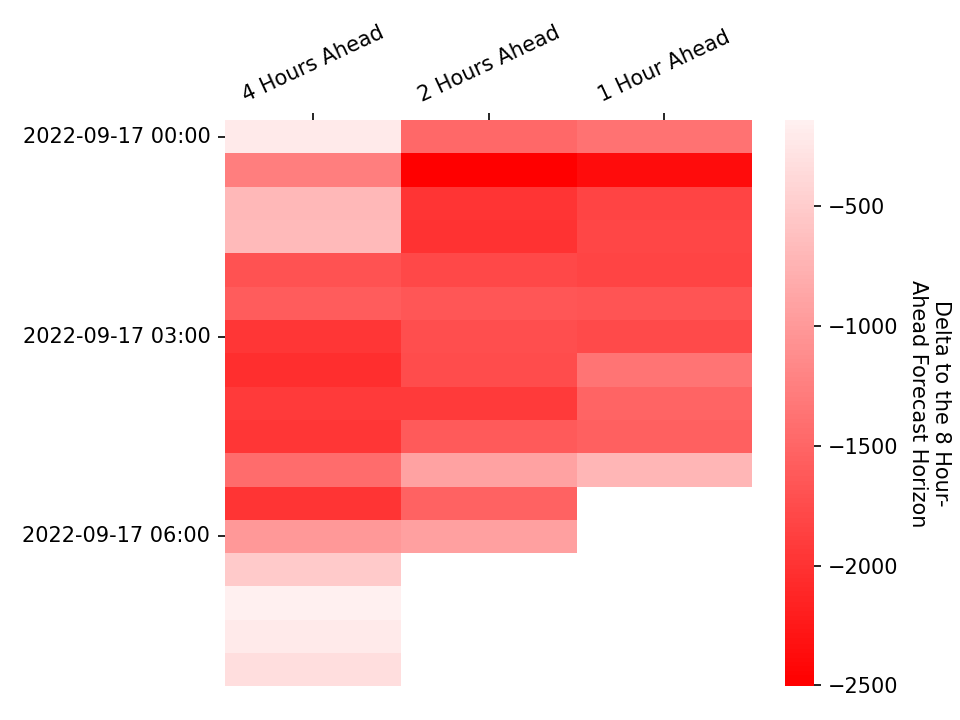 4 Hours Ahead
2 Hours Ahead
1 Hour Ahead
2022-09-17 00:00
2022-09-17 03:00
2022-09-17 06:00
−500
−1000
−1500
−2000
−2500
Delta to the 8 Hour-
Ahead Forecast Horizon